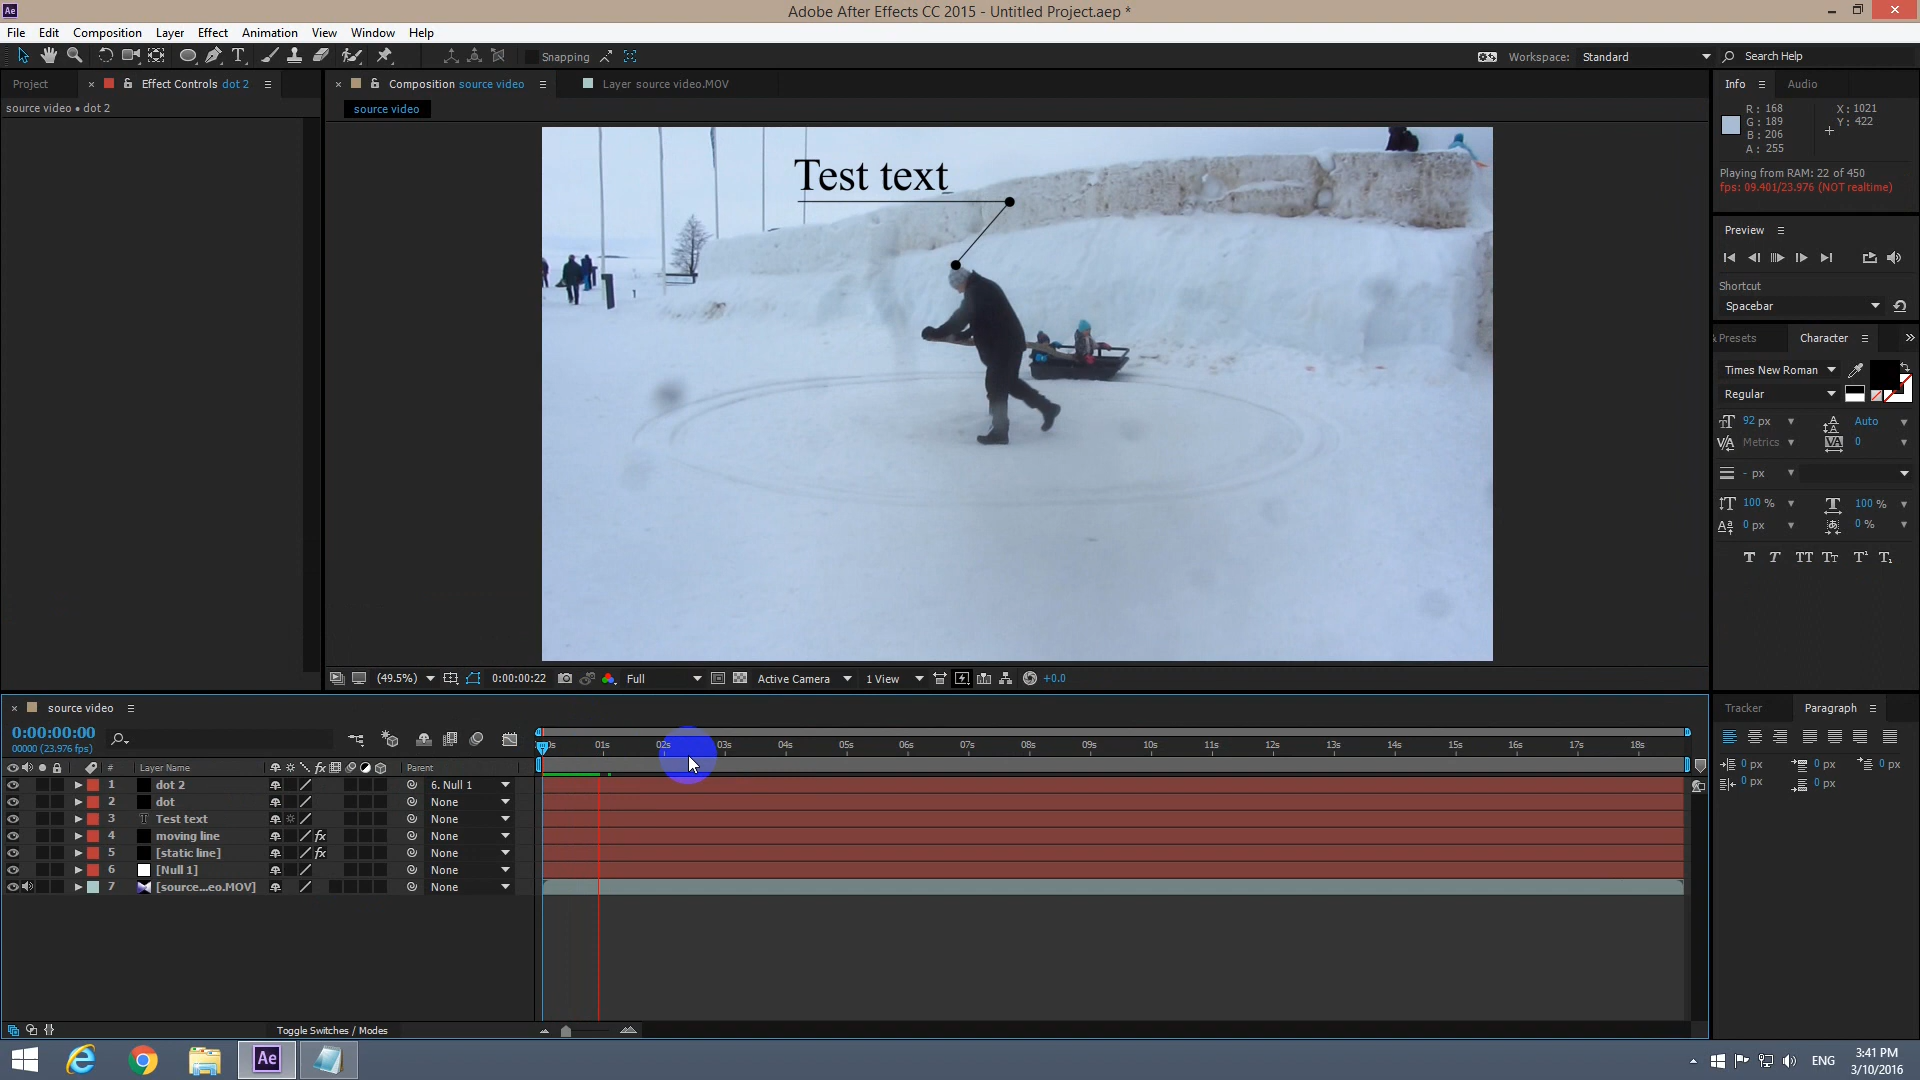 Adobe After Effects CC 2015 - Untitled Project.aep *
File Edit Composition Layer Effect Animation View Window Help
Snapping
Workspace: Standard
Search Help
Project
Effect Controls dot 2
Composition source video
Layer source video.MOV
Info
Audio
source video • dot 2
source video
R: 168
G: 189
B: 206
A: 255
X: 1021
Y: 422
Playing from RAM: 22 of 450
fps: 09.401/23.976 (NOT realtime)
Test text
Preview
Shortcut
Spacebar
& Presets
Character
Times New Roman
Regular
92 px
Auto
Metrics
0
- px
100 %
100 %
0 px
0 %
(49.5%)
0:00:00:22
Full
Active Camera
1 View
+0.0
source video
0:00:00:00
00000 (23.976 fps)
01s 02s 03s 04s 05s 06s 07s 08s 09s 10s 11s 12s 13s 14s 15s 16s 17s 18s
# Layer Name
Parent
1 dot 2 6. Null 1
2 dot None
3 Test text None
4 moving line None
5 [static line] None
6 [Null 1] None
7 [source...eo.MOV] None
Toggle Switches / Modes
Tracker
Paragraph
0 px
0 px
0 px
0 px
0 px
ENG
3:41 PM
3/10/2016